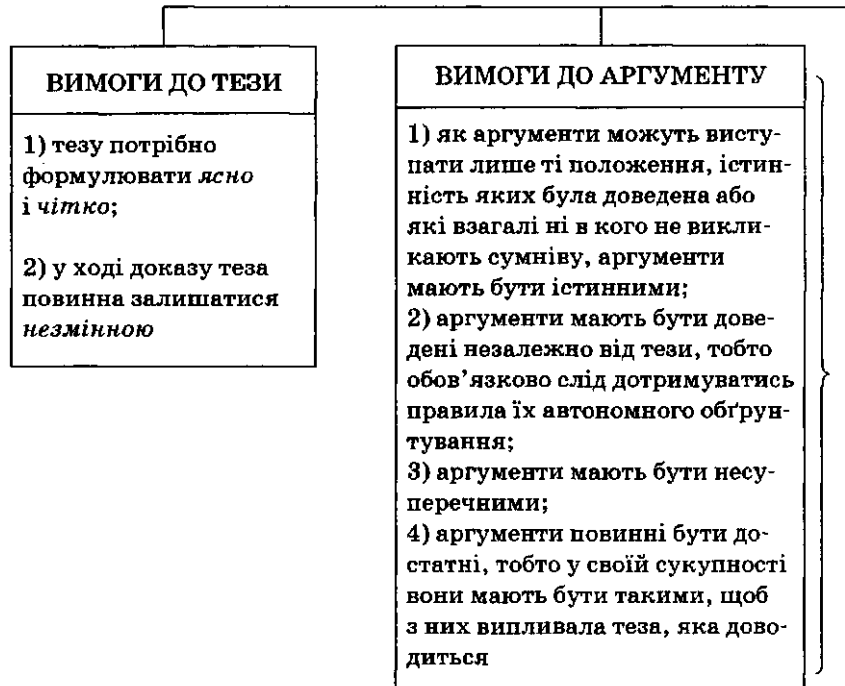 ВИМОГИ ДО ТЕЗИ
1) тезу потрібно
формулювати ясно
і чітко;
2) у ході доказу теза
повинна залишатися
незмінною
ВИМОГИ ДО АРГУМЕНТУ
1) як аргументи можуть висту-
пати лише ті положення, істин-
ність яких була доведена або
які взагалі ні в кого не викли-
кають сумніву, аргументи
мають бути істинними;
2) аргументи мають бути дове-
дені незалежно від тези, тобто
обов’язково слід дотримуватись
правила їх автономного обґрун-
тування;
3) аргументи мають бути несу-
перечними;
4) аргументи повинні бути до-
статні, тобто у своїй сукупності
вони мають бути такими, щоб
з них випливала теза, яка дово-
диться